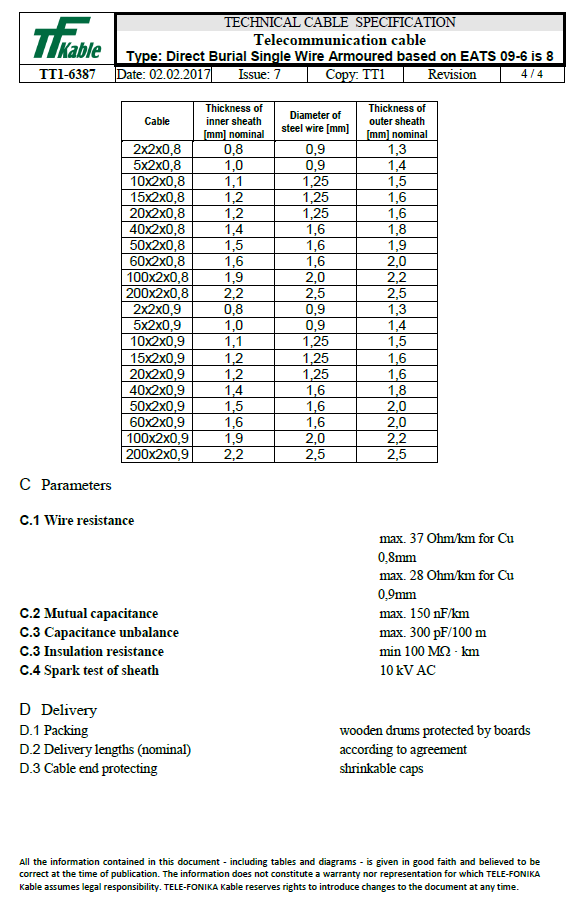 TF Kable
TECHNICAL CABLE SPECIFICATION
Telecommunication cable
Type: Direct Burial Single Wire Armoured based on EATS 09-6 is 8
TT1-6387 Date: 02.02.2017 Issue: 7 Copy: TT1 Revision 4 / 4
Cable Thickness of inner sheath [mm] nominal Diameter of steel wire [mm] Thickness of outer sheath [mm] nominal
2x2x0,8 0,8 0,9 1,3
5x2x0,8 1,0 0,9 1,4
10x2x0,8 1,1 1,25 1,5
15x2x0,8 1,2 1,25 1,6
20x2x0,8 1,2 1,25 1,6
40x2x0,8 1,4 1,6 1,8
50x2x0,8 1,5 1,6 1,9
60x2x0,8 1,6 1,6 2,0
100x2x0,8 1,9 2,0 2,2
200x2x0,8 2,2 2,5 2,5
2x2x0,9 0,8 0,9 1,3
5x2x0,9 1,0 0,9 1,4
10x2x0,9 1,1 1,25 1,5
15x2x0,9 1,2 1,25 1,6
20x2x0,9 1,2 1,25 1,6
40x2x0,9 1,4 1,6 1,8
50x2x0,9 1,5 1,6 2,0
60x2x0,9 1,6 1,6 2,0
100x2x0,9 1,9 2,0 2,2
200x2x0,9 2,2 2,5 2,5
C Parameters
C.1 Wire resistance
max. 37 Ohm/km for Cu
0,8mm
max. 28 Ohm/km for Cu
0,9mm
C.2 Mutual capacitance max. 150 nF/km
C.3 Capacitance unbalance max. 300 pF/100 m
C.3 Insulation resistance min 100 MΩ · km
C.4 Spark test of sheath 10 kV AC
D Delivery
D.1 Packing wooden drums protected by boards
D.2 Delivery lengths (nominal) according to agreement
D.3 Cable end protecting shrinkable caps
All the information contained in this document - including tables and diagrams - is given in good faith and believed to be
correct at the time of publication. The information does not constitute a warranty nor representation for which TELE-FONIKA
Kable assumes legal responsibility. TELE-FONIKA Kable reserves rights to introduce changes to the document at any time.